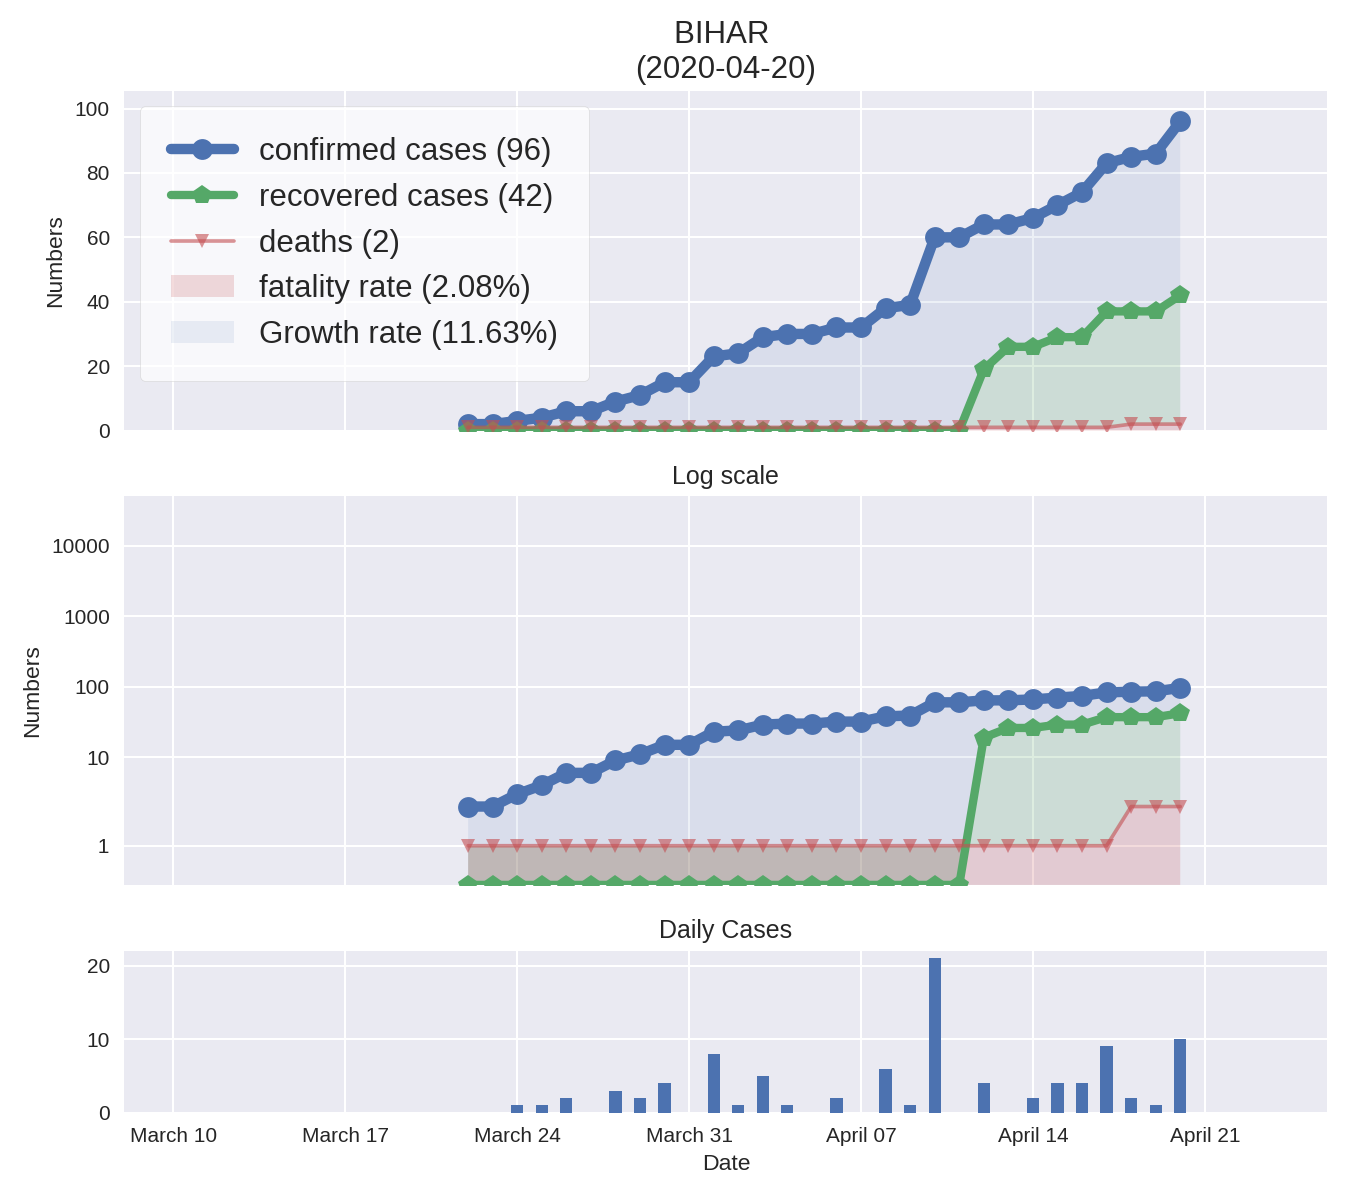 BIHAR
(2020-04-20)
100
80
60
40
20
0
Numbers
confirmed cases (96)
recovered cases (42)
deaths (2)
fatality rate (2.08%)
Growth rate (11.63%)
Log scale
10000
1000
100
10
1
Numbers
Daily Cases
20
10
0
March 10 March 17 March 24 March 31 April 07 April 14 April 21
Date